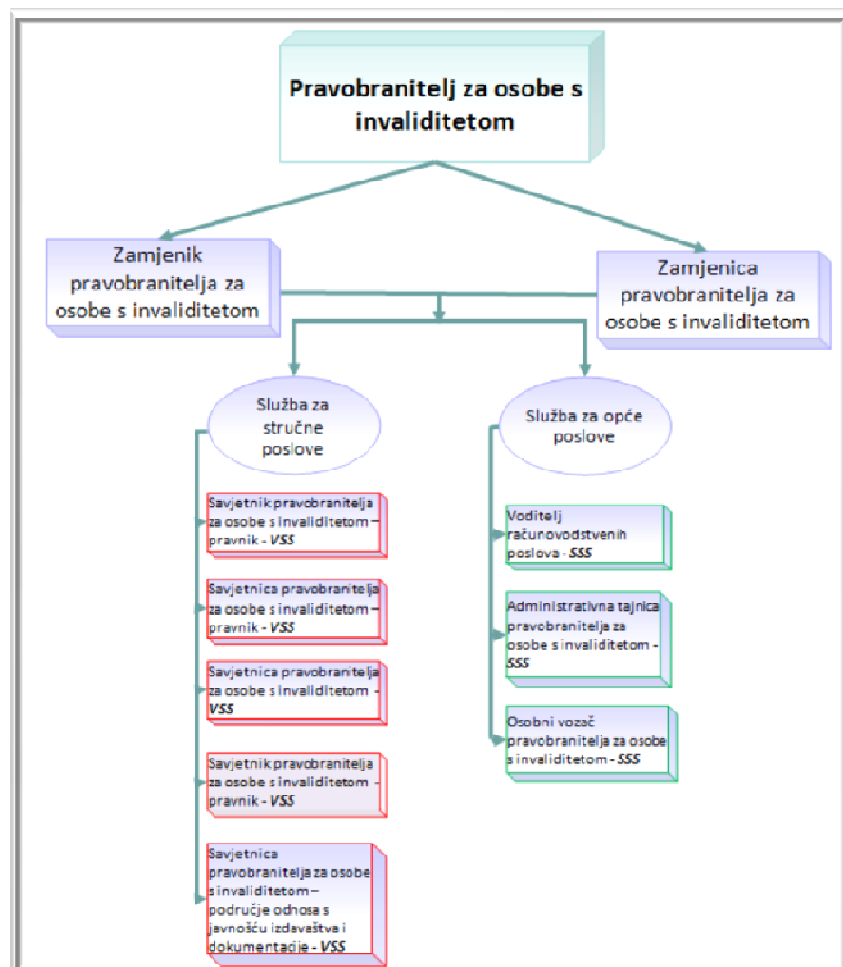 Pravobranitelj za osobe s
invaliditetom
Zamjenik
pravobranitelja za
osobe s invaliditetom
Zamjenica
pravobranitelja za
osobe s invaliditetom
Služba za
stručne
poslove
Savjetnik pravobranitelja
za osobe s invaliditetom –
pravnik - VSS
Savjetnica pravobranitelja
za osobe s invaliditetom –
pravnik - VSS
Savjetnica pravobranitelja
za osobe s invaliditetom -
VSS
Savjetnik pravobranitelja
za osobe s invaliditetom -
pravnik - VSS
Savjetnica
pravobranitelja za osobe
s invaliditetom –
područje odnosa s
javnošću izdavaštva i
dokumentacije - VSS
Služba za opće
poslove
Voditelj
računovodstvenih
poslova - SSS
Administrativna tajnica
pravobranitelja za
osobe s invaliditetom -
SSS
Osobni vozač
pravobranitelja za osobe
s invaliditetom - SSS